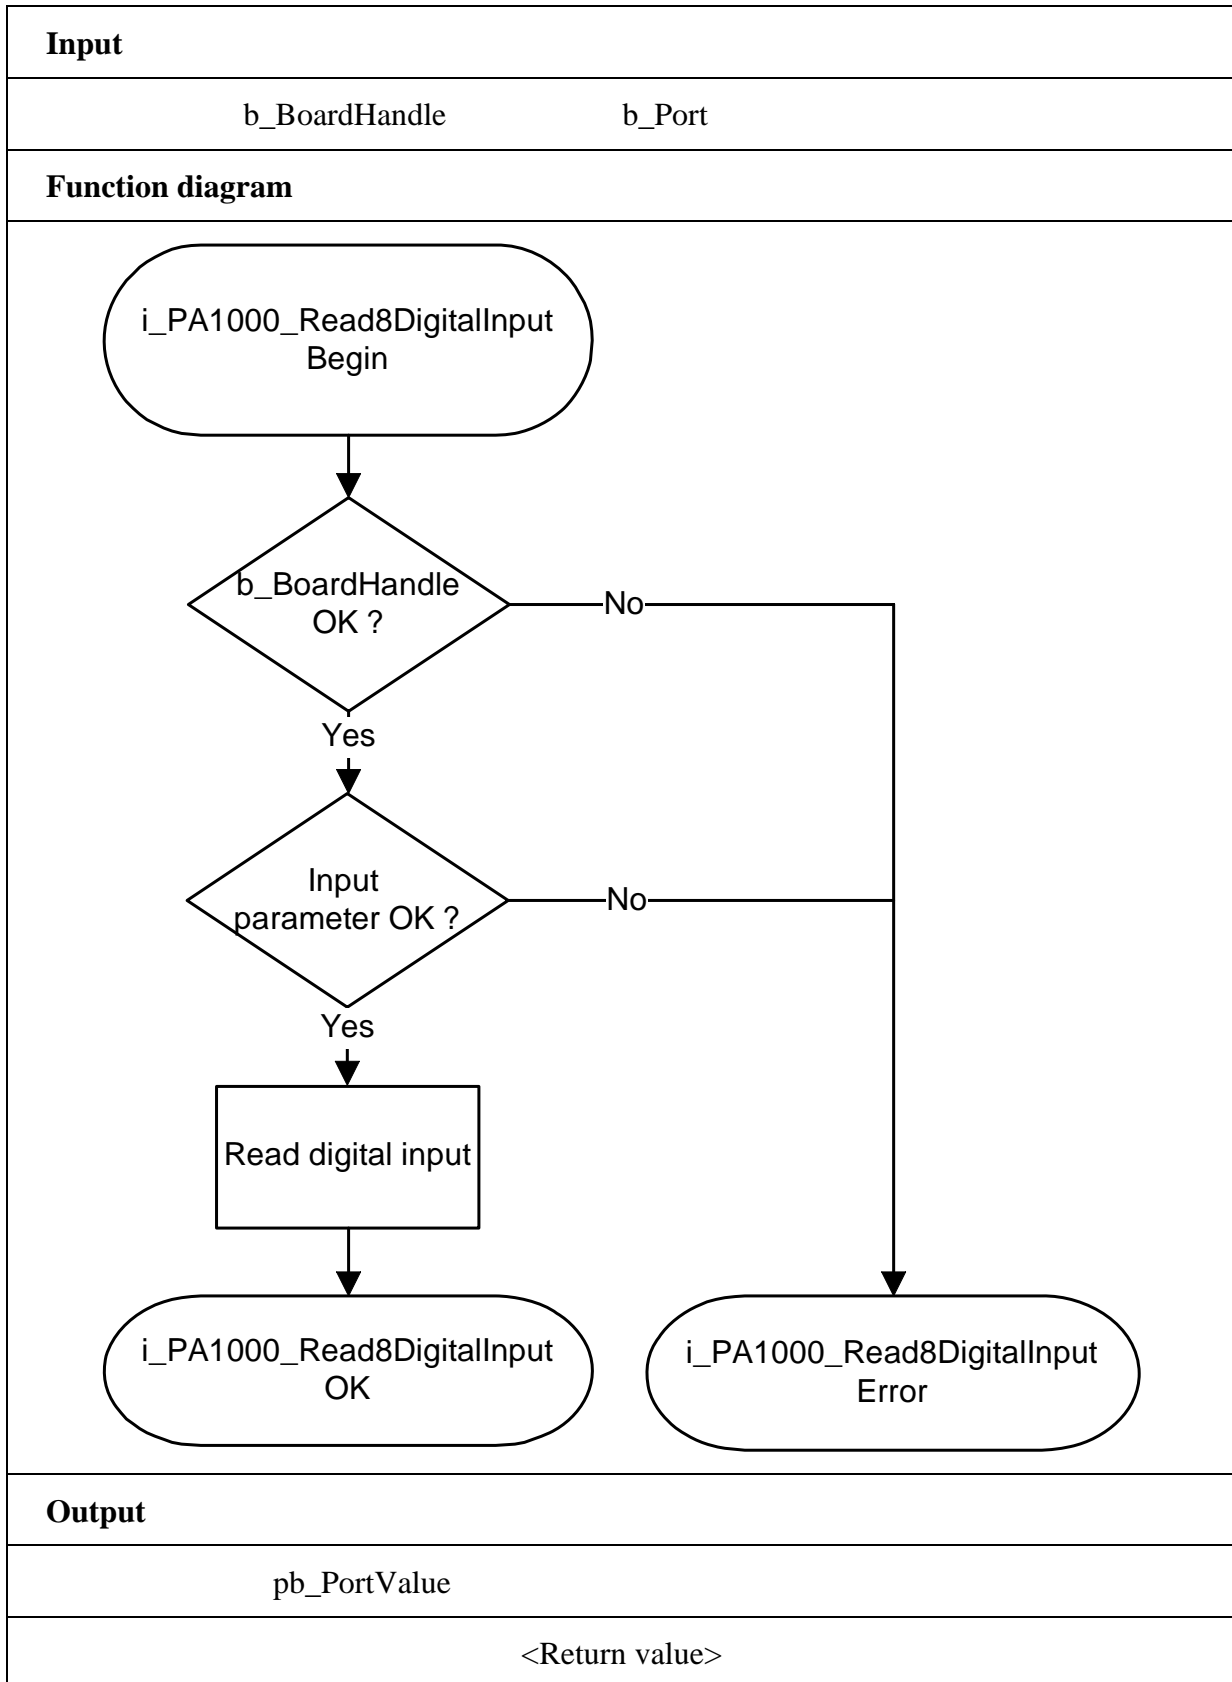 Input
b_BoardHandle b_Port
Function diagram
i_PA1000_Read8DigitalInput
Begin
b_BoardHandle
OK ?
No
Yes
Input
parameter OK ?
No
Yes
Read digital input
i_PA1000_Read8DigitalInput
OK
i_PA1000_Read8DigitalInput
Error
Output
pb_PortValue
<Return value>